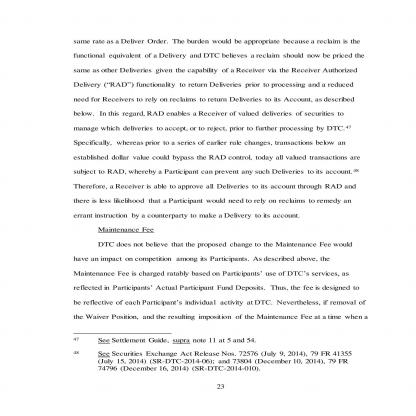 same rate as a Deliver Order. The burden would be appropriate because a reclaim is the
functional equivalent of a Delivery and DTC believes a reclaim should now be priced the
same as other Deliveries given the capability of a Receiver via the Receiver Authorized
Delivery (“RAD”) functionality to return Deliveries prior to processing and a reduced
need for Receivers to rely on reclaims to return Deliveries to its Account, as described
below. In this regard, RAD enables a Receiver of valued deliveries of securities to
manage which deliveries to accept, or to reject, prior to further processing by DTC.47
Specifically, whereas prior to a series of earlier rule changes, transactions below an
established dollar value could bypass the RAD control, today all valued transactions are
subject to RAD, whereby a Participant can prevent any such Deliveries to its account.48
Therefore, a Receiver is able to approve all Deliveries to its account through RAD and
there is less likelihood that a Participant would need to rely on reclaims to remedy an
errant instruction by a counterparty to make a Delivery to its account.
Maintenance Fee
DTC does not believe that the proposed change to the Maintenance Fee would
have an impact on competition among its Participants. As described above, the
Maintenance Fee is charged ratably based on Participants’ use of DTC’s services, as
reflected in Participants’ Actual Participant Fund Deposits. Thus, the fee is designed to
be reflective of each Participant’s individual activity at DTC. Nevertheless, if removal of
the Waiver Position, and the resulting imposition of the Maintenance Fee at a time when a
47 See Settlement Guide, supra note 11 at 5 and 54.
48 See Securities Exchange Act Release Nos. 72576 (July 9, 2014), 79 FR 41355
(July 15, 2014) (SR-DTC-2014-06); and 73804 (December 10, 2014), 79 FR
74796 (December 16, 2014) (SR-DTC-2014-010).
23